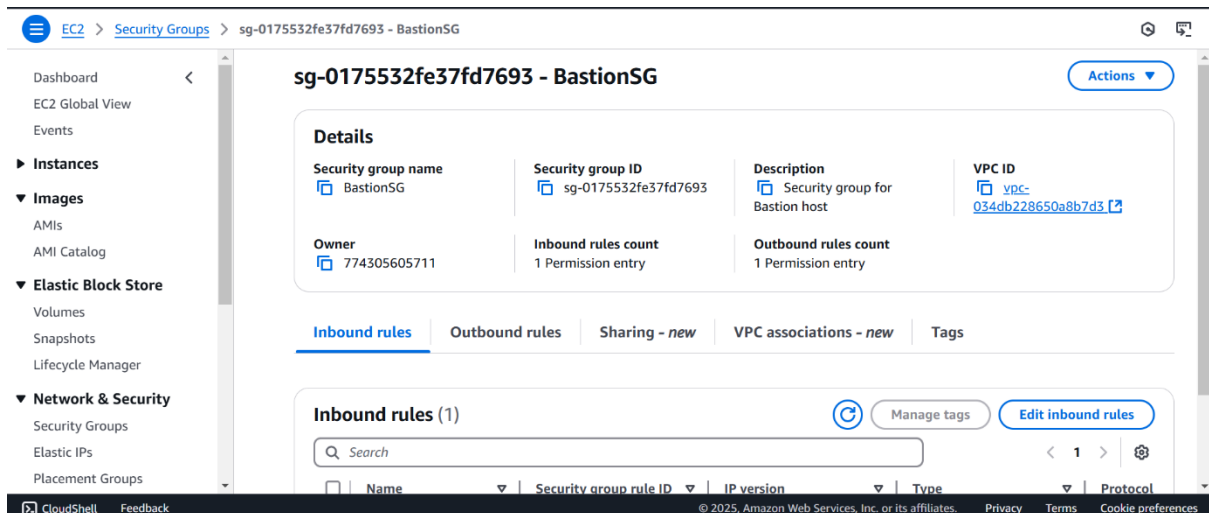 EC2 > Security Groups > sg-0175532fe37fd7693 - BastionSG
Dashboard
EC2 Global View
Events
Instances
Images
AMIs
AMI Catalog
Elastic Block Store
Volumes
Snapshots
Lifecycle Manager
Network & Security
Security Groups
Elastic IPs
Placement Groups
sg-0175532fe37fd7693 - BastionSG
Actions
Details
Security group name
BastionSG
Security group ID
sg-0175532fe37fd7693
Description
Security group for
Bastion host
VPC ID
vpc-
034db228650a8b7d3
Owner
774305605711
Inbound rules count
1 Permission entry
Outbound rules count
1 Permission entry
Inbound rules Outbound rules Sharing - new VPC associations - new Tags
Inbound rules (1)
Manage tags
Edit inbound rules
Search
1
Name Security group rule ID IP version Type Protocol
CloudShell Feedback © 2025, Amazon Web Services, Inc. or its affiliates. Privacy Terms Cookie preferences